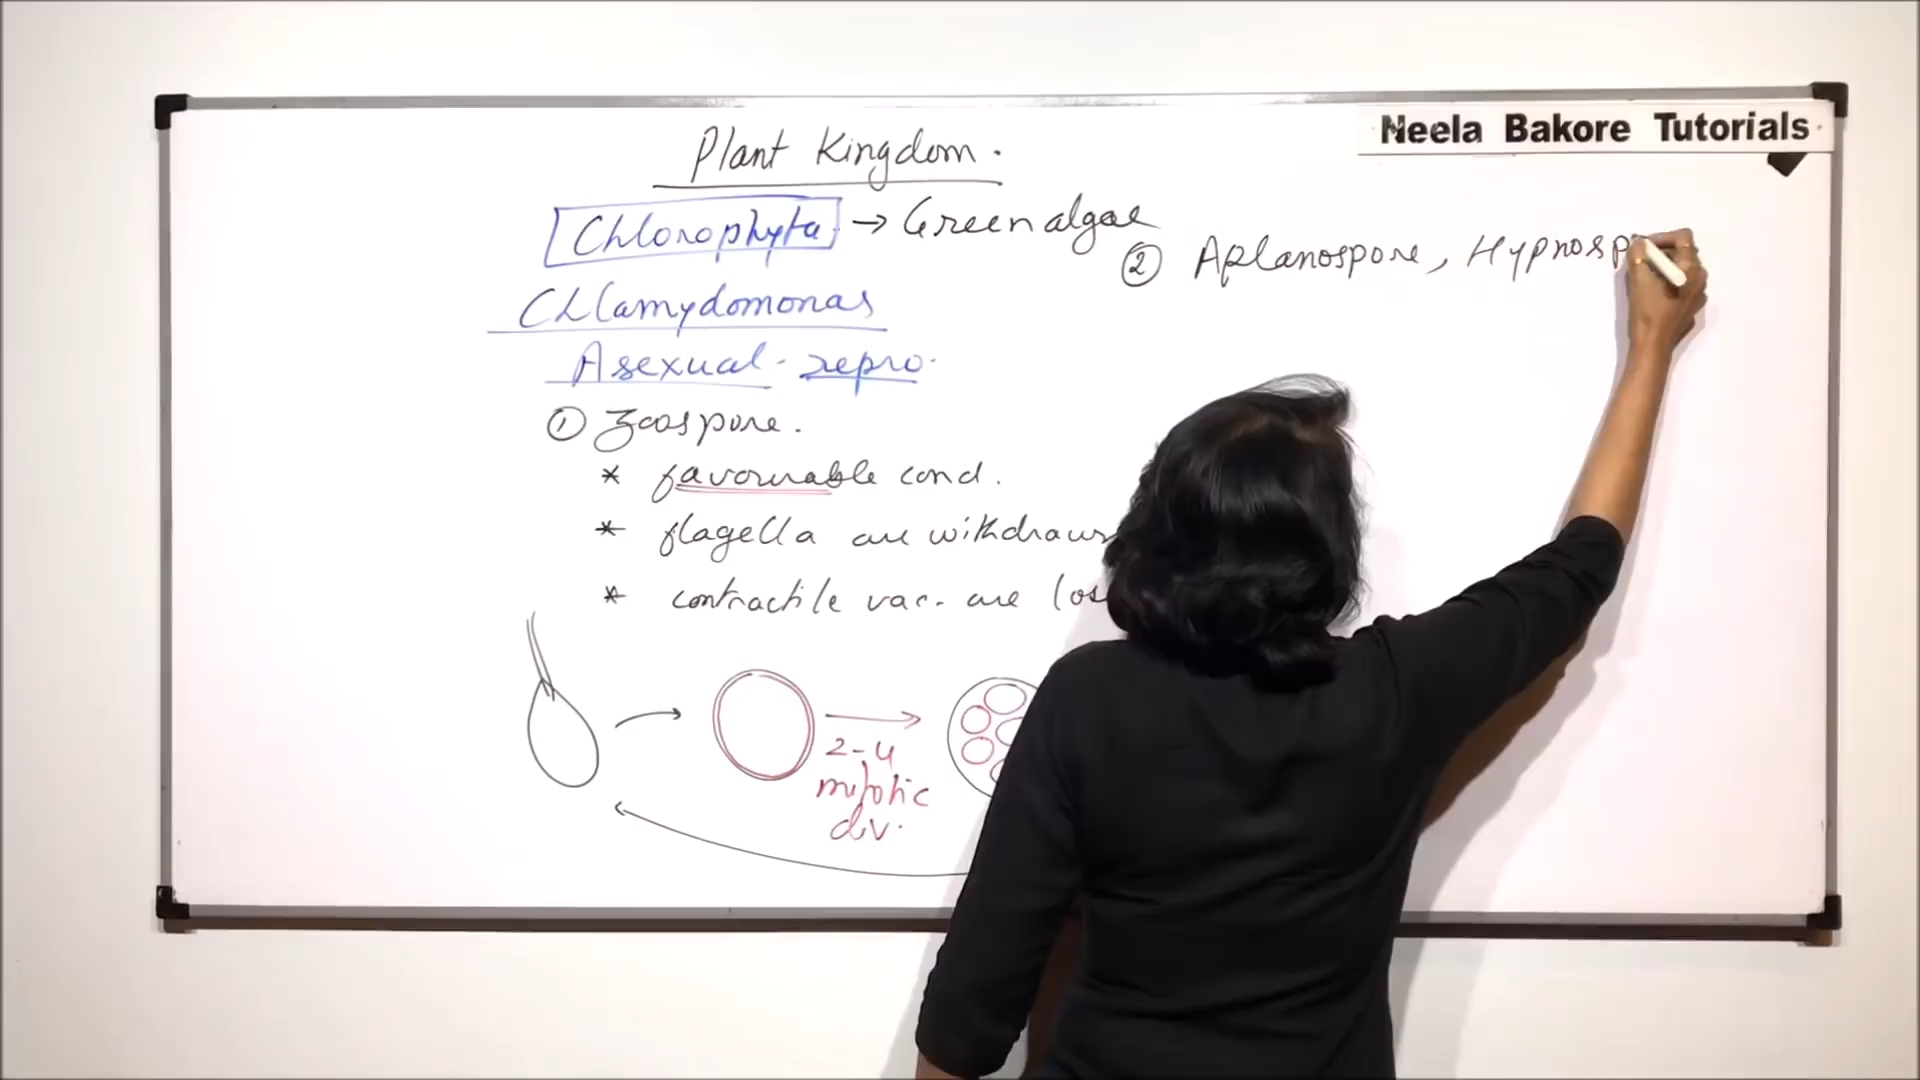 Neela Bakore Tutorials
Plant Kingdom.
Chlorophyta → Green algae
Chlamydomonas
Asexual. repro.
① Zoospore.
* favourable cond.
* flagella are withdrawn
* contractile vac. are los
2-4
mitotic
div.
② Aplanospore, Hypnosp